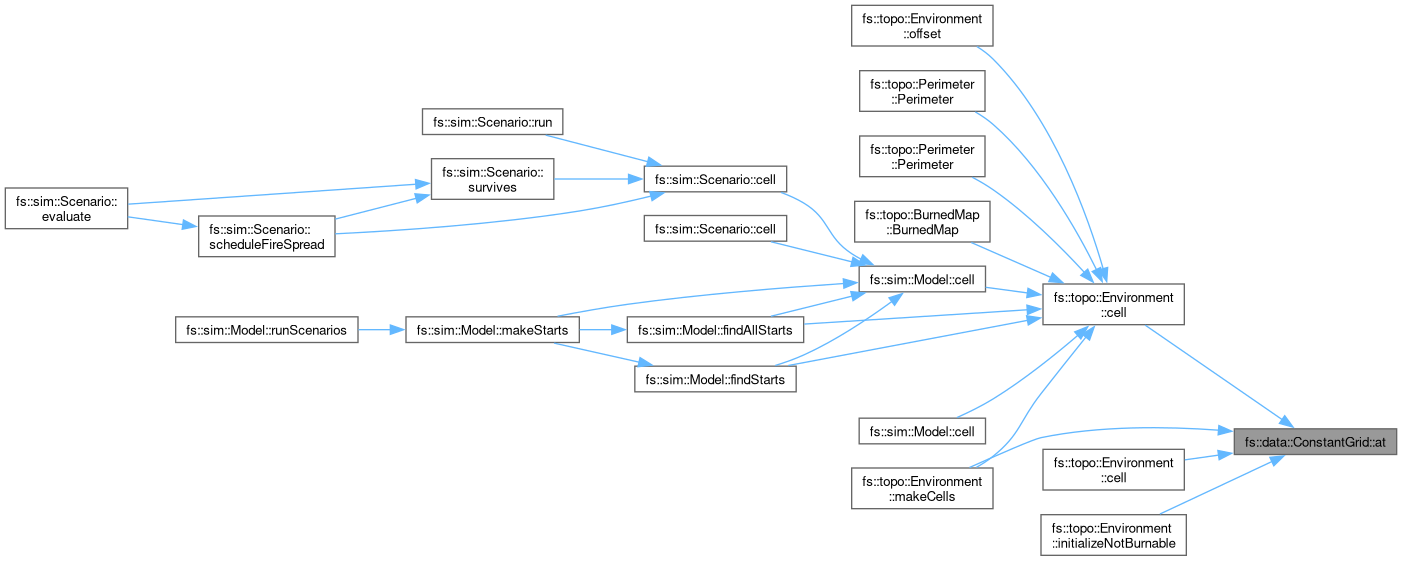 fs::topo::Environment
::offset
fs::topo::Perimeter
::Perimeter
fs::sim::Scenario::run
fs::topo::Perimeter
::Perimeter
fs::sim::Scenario::
survives
fs::sim::Scenario::cell
fs::sim::Scenario::
evaluate
fs::sim::Scenario::
scheduleFireSpread
fs::sim::Scenario::cell
fs::topo::BurnedMap
::BurnedMap
fs::sim::Model::cell
fs::topo::Environment
::cell
fs::sim::Model::runScenarios
fs::sim::Model::makeStarts
fs::sim::Model::findAllStarts
fs::sim::Model::findStarts
fs::sim::Model::cell
fs::data::ConstantGrid::at
fs::topo::Environment
::cell
fs::topo::Environment
::makeCells
fs::topo::Environment
::initializeNotBurnable